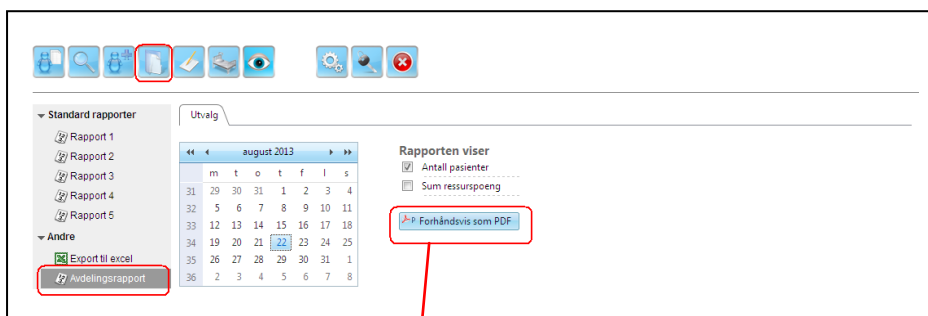 Standard rapporter
Rapport 1
Rapport 2
Rapport 3
Rapport 4
Rapport 5
Andre
Export til excel
Avdelingsrapport
Utvalg
august 2013
m t o t f l s
31 29 30 31 1 2 3 4
32 5 6 7 8 9 10 11
33 12 13 14 15 16 17 18
34 19 20 21 22 23 24 25
35 26 27 28 29 30 31 1
36 2 3 4 5 6 7 8
Rapporten viser
Antall pasienter
Sum ressurspoeng
Forhåndsvis som PDF